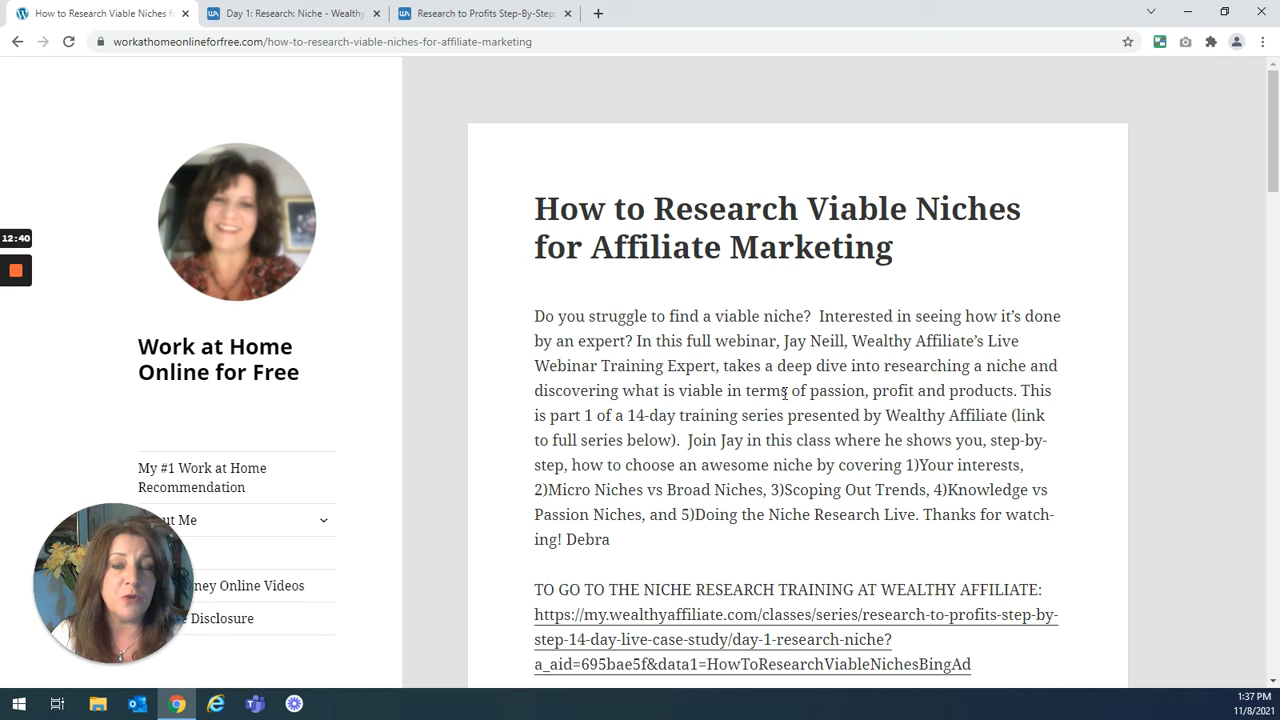 How to Research Viable Niches f
Day 1: Research: Niche - Wealthy
Research to Profits Step-By-Step
workathomeonlineforfree.com/how-to-research-viable-niches-for-affiliate-marketing
12:40
Work at Home
Online for Free
My #1 Work at Home
Recommendation
ut Me
ney Online Videos
e Disclosure
How to Research Viable Niches
for Affiliate Marketing
Do you struggle to find a viable niche?  Interested in seeing how it's done
by an expert? In this full webinar, Jay Neill, Wealthy Affiliate's Live
Webinar Training Expert, takes a deep dive into researching a niche and
discovering what is viable in terms of passion, profit and products. This
is part 1 of a 14-day training series presented by Wealthy Affiliate (link
to full series below).  Join Jay in this class where he shows you, step-by-
step, how to choose an awesome niche by covering 1)Your interests,
2)Micro Niches vs Broad Niches, 3)Scoping Out Trends, 4)Knowledge vs
Passion Niches, and 5)Doing the Niche Research Live. Thanks for watch-
ing! Debra
TO GO TO THE NICHE RESEARCH TRAINING AT WEALTHY AFFILIATE:
https://my.wealthyaffiliate.com/classes/series/research-to-profits-step-by-
step-14-day-live-case-study/day-1-research-niche?
a_aid=695bae5f&data1=HowToResearchViableNichesBingAd
1:37 PM
11/8/2021